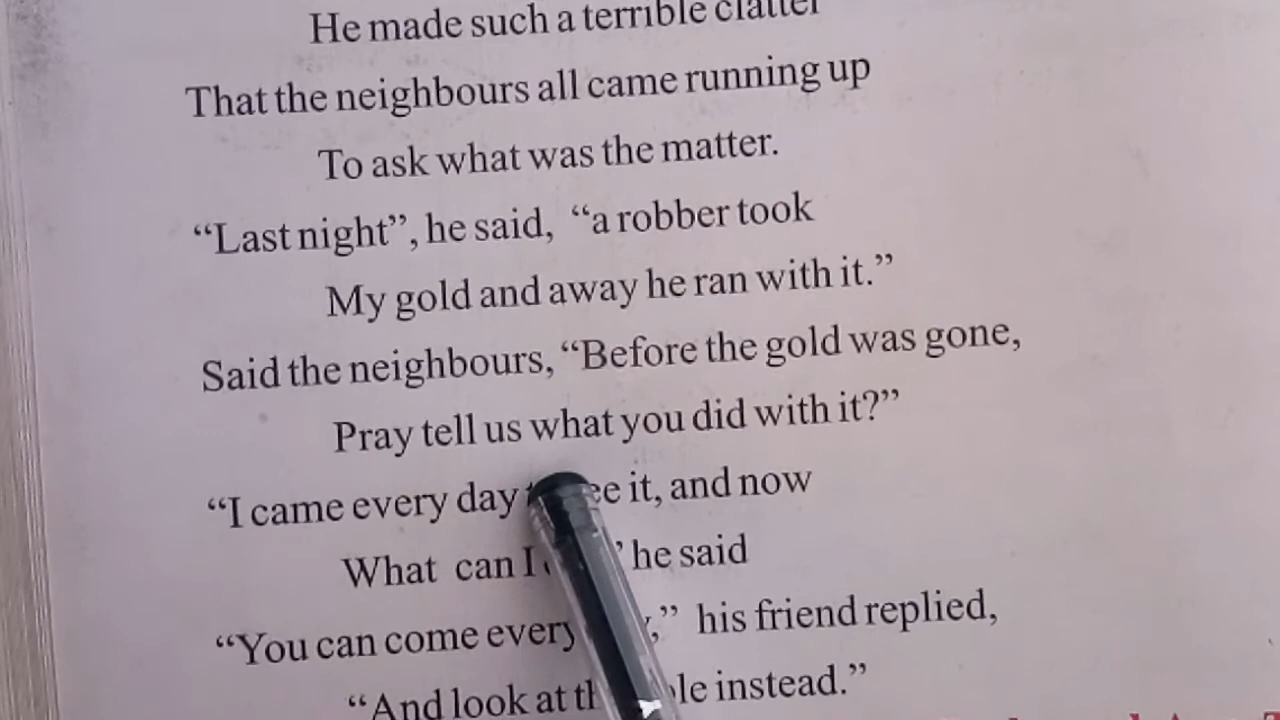 He made such a terrible clatter
That the neighbours all came running up
To ask what was the matter.
“Last night”, he said, “a robber took
My gold and away he ran with it.”
Said the neighbours, “Before the gold was gone,
Pray tell us what you did with it?”
“I came every day it, and now
What can I he said
“You can come every his friend replied,
“And look at instead.”